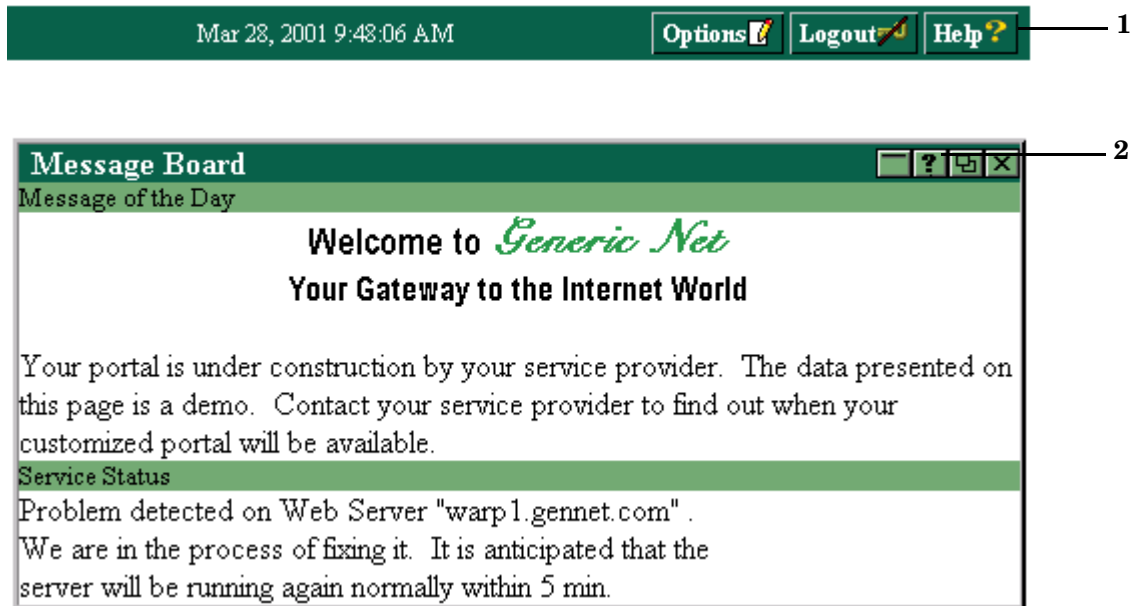 Mar 28, 2001 9:48:06 AM Options Logout Help? 1
Message Board ? 2
Message of the Day
Welcome to Generic Net
Your Gateway to the Internet World
Your portal is under construction by your service provider. The data presented on
this page is a demo. Contact your service provider to find out when your
customized portal will be available.
Service Status
Problem detected on Web Server "warp1.gennet.com" .
We are in the process of fixing it. It is anticipated that the
server will be running again normally within 5 min.